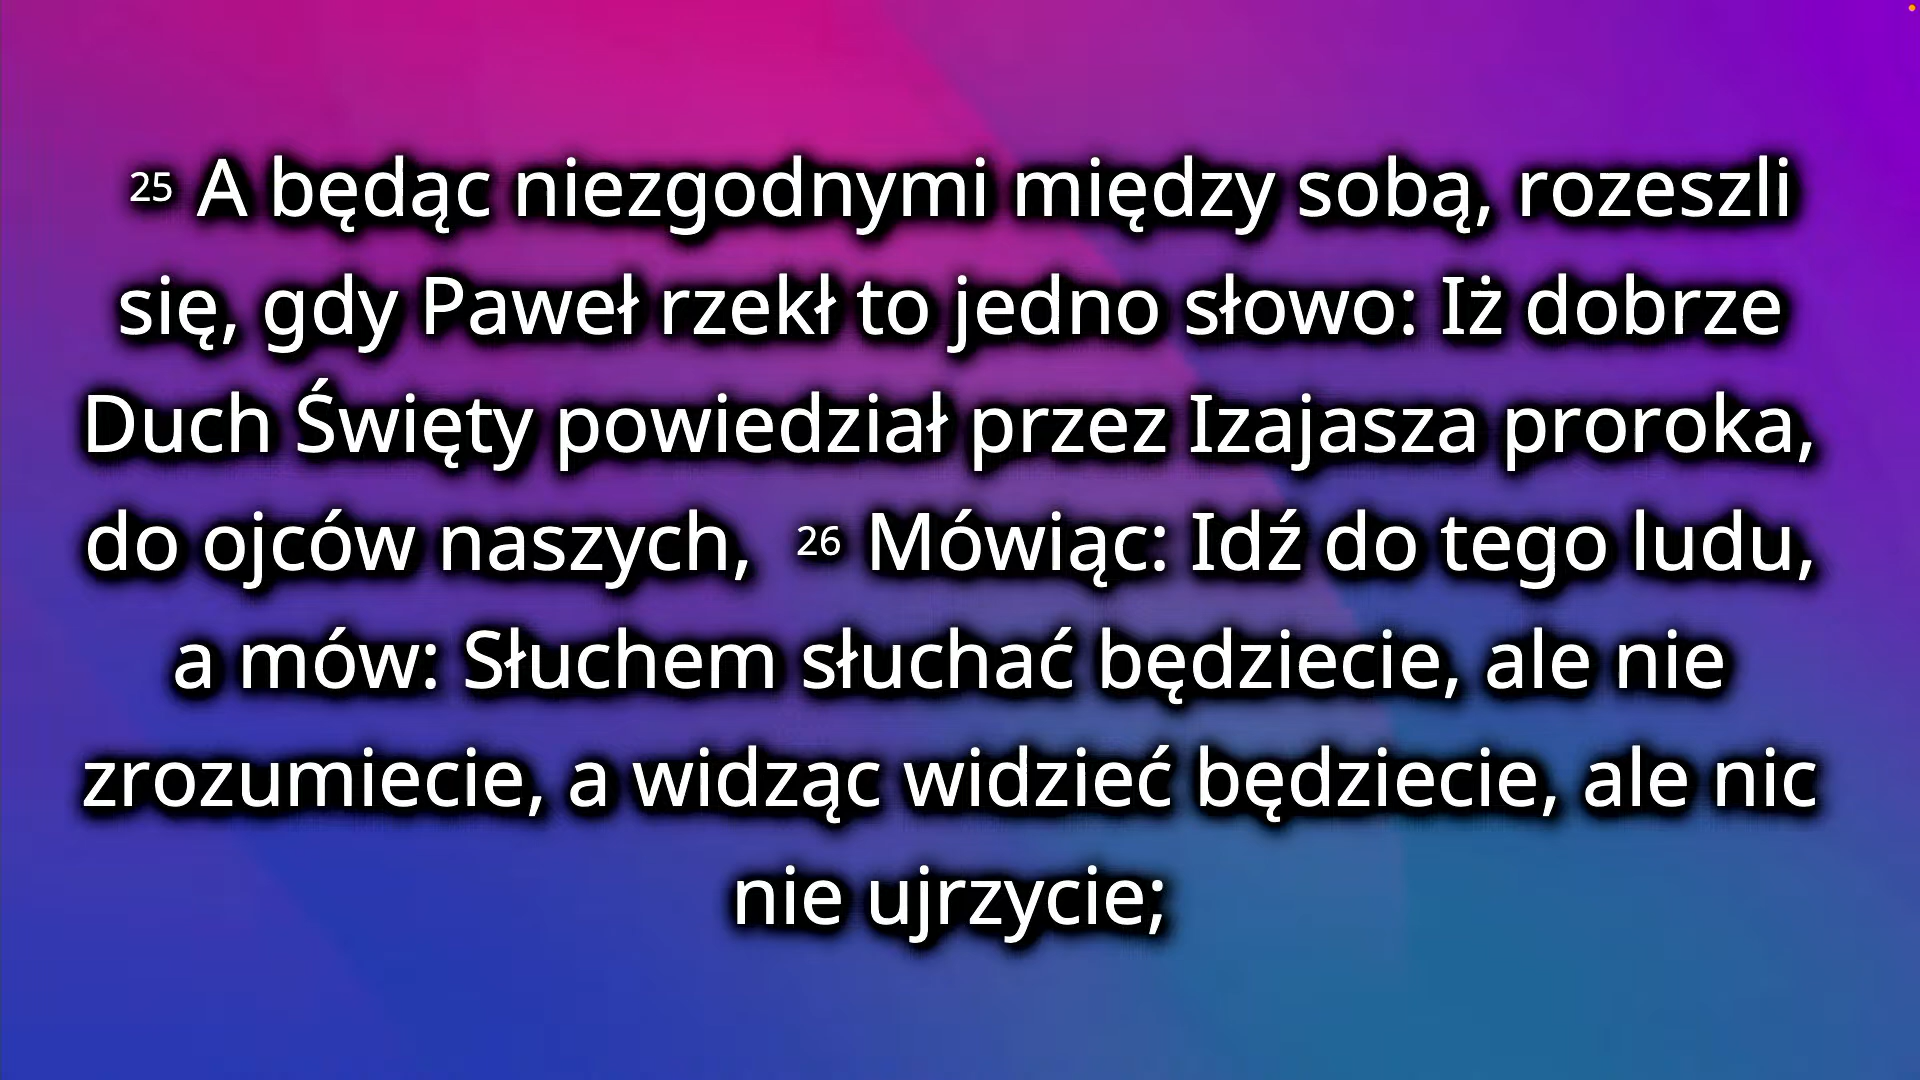 25 A będąc niezgodnymi między sobą, rozeszli
się, gdy Paweł rzekł to jedno słowo: Iż dobrze
Duch Święty powiedział przez Izajasza proroka,
do ojców naszych, 26 Mówiąc: Idź do tego ludu,
a mów: Słuchem słuchać będziecie, ale nie
zrozumiecie, a widząc widzieć będziecie, ale nic
nie ujrzycie;